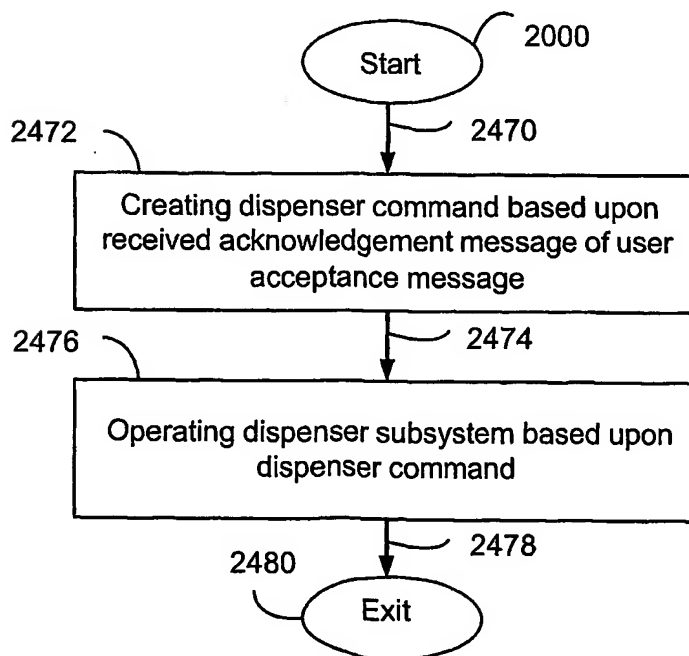 2000
Start
2470
2472
Creating dispenser command based upon
received acknowledgement message of user
acceptance message
2474
2476
Operating dispenser subsystem based upon
dispenser command
2478
2480
Exit